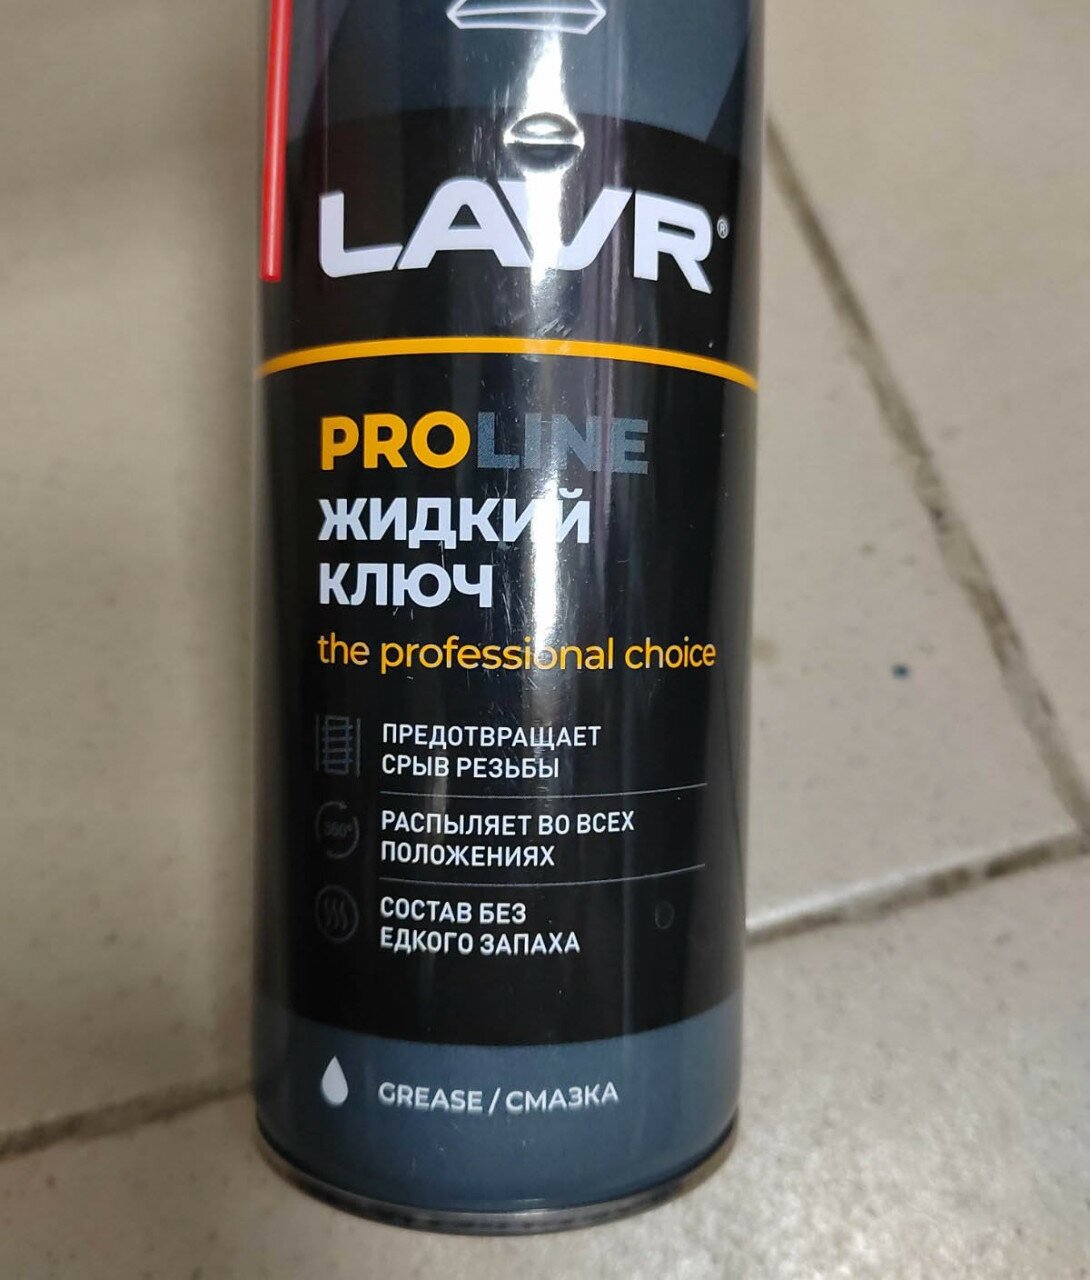 LAVR®
PROLINE
ЖИДКИЙ
КЛЮЧ
the professional choice
ПРЕДОТВРАЩАЕТ
СРЫВ РЕЗЬБЫ
360°
РАСПЫЛЯЕТ ВО ВСЕХ
ПОЛОЖЕНИЯХ
СОСТАВ БЕЗ
ЕДКОГО ЗАПАХА
GREASE / СМАЗКА